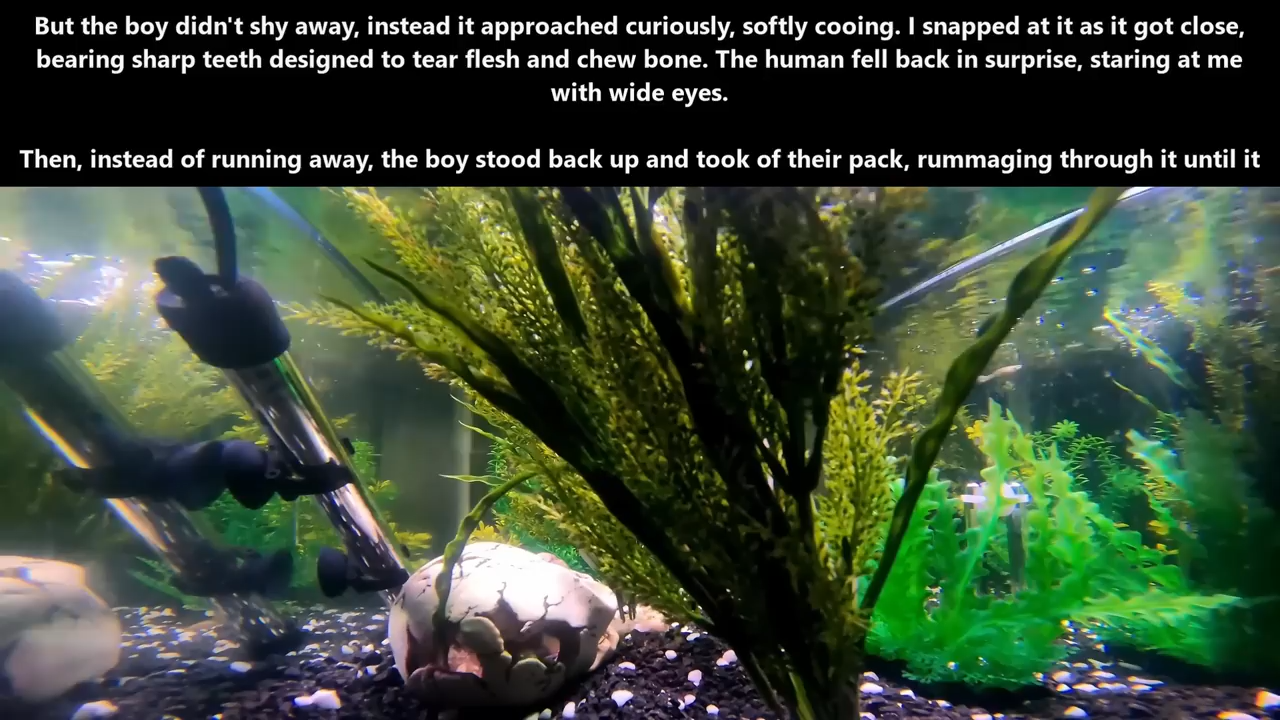 But the boy didn't shy away, instead it approached curiously, softly cooing. I snapped at it as it got close,
bearing sharp teeth designed to tear flesh and chew bone. The human fell back in surprise, staring at me
with wide eyes.
Then, instead of running away, the boy stood back up and took of their pack, rummaging through it until it